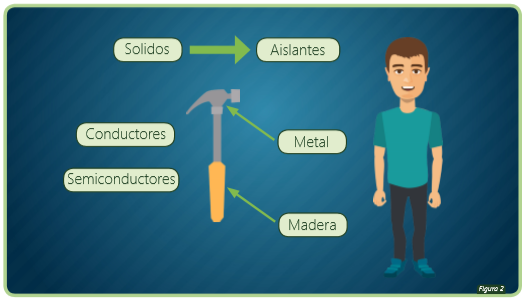 Solidos
Aislantes
Conductores
Metal
Semiconductores
Madera
Figura 2